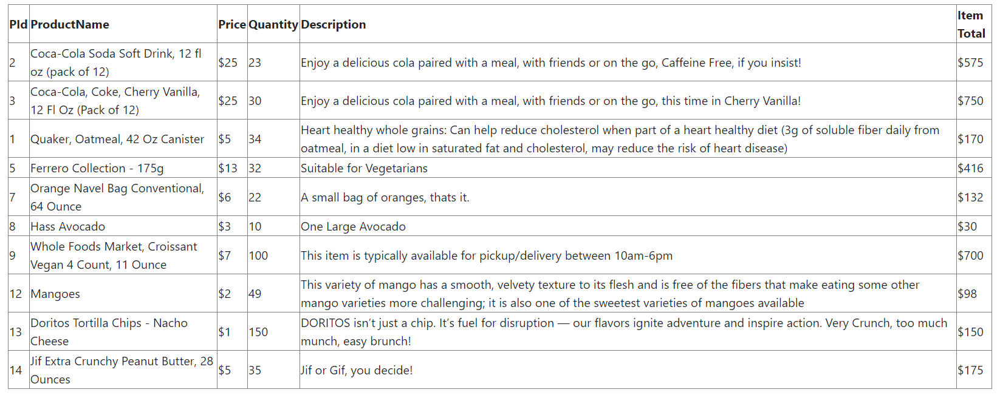 PId ProductName Price Quantity Description Item Total
2 Coca-Cola Soda Soft Drink, 12 fl oz (pack of 12) $25 23 Enjoy a delicious cola paired with a meal, with friends or on the go, Caffeine Free, if you insist! $575
3 Coca-Cola, Coke, Cherry Vanilla, 12 Fl Oz (Pack of 12) $25 30 Enjoy a delicious cola paired with a meal, with friends or on the go, this time in Cherry Vanilla! $750
1 Quaker, Oatmeal, 42 Oz Canister $5 34 Heart healthy whole grains: Can help reduce cholesterol when part of a heart healthy diet (3g of soluble fiber daily from oatmeal, in a diet low in saturated fat and cholesterol, may reduce the risk of heart disease) $170
5 Ferrero Collection - 175g $13 32 Suitable for Vegetarians $416
7 Orange Navel Bag Conventional, 64 Ounce $6 22 A small bag of oranges, thats it. $132
8 Hass Avocado $3 10 One Large Avocado $30
9 Whole Foods Market, Croissant Vegan 4 Count, 11 Ounce $7 100 This item is typically available for pickup/delivery between 10am-6pm $700
12 Mangoes $2 49 This variety of mango has a smooth, velvety texture to its flesh and is free of the fibers that make eating some other mango varieties more challenging; it is also one of the sweetest varieties of mangoes available $98
13 Doritos Tortilla Chips - Nacho Cheese $1 150 DORITOS isn’t just a chip. It’s fuel for disruption — our flavors ignite adventure and inspire action. Very Crunch, too much munch, easy brunch! $150
14 Jif Extra Crunchy Peanut Butter, 28 Ounces $5 35 Jif or Gif, you decide! $175